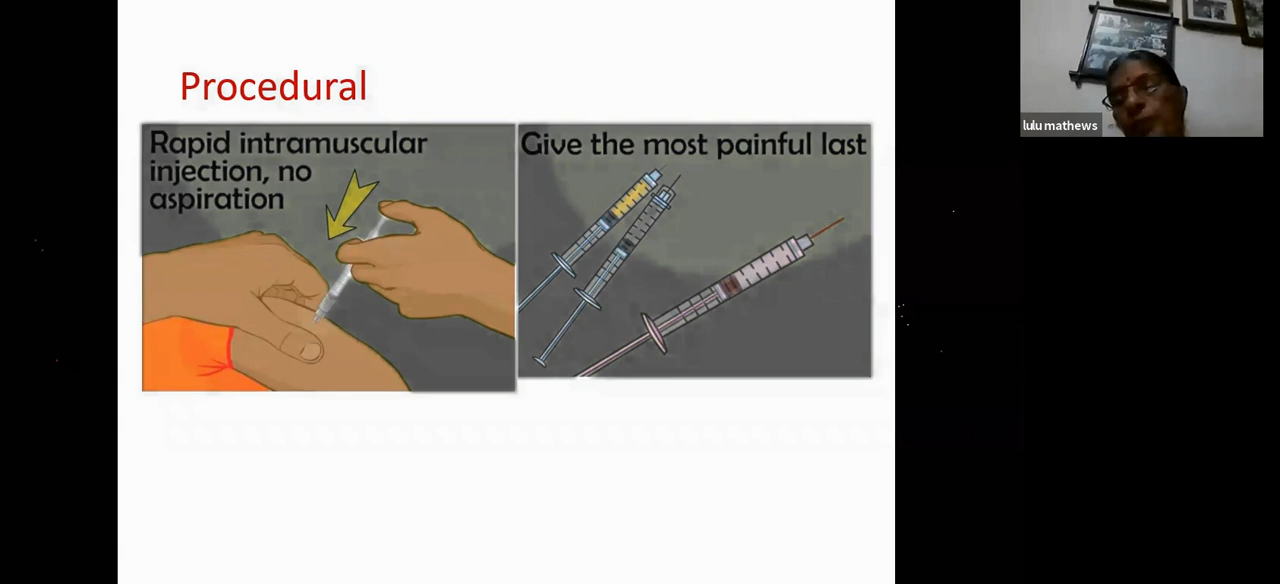 Procedural
Rapid intramuscular
injection, no
aspiration
Give the most painful last
lulu mathews